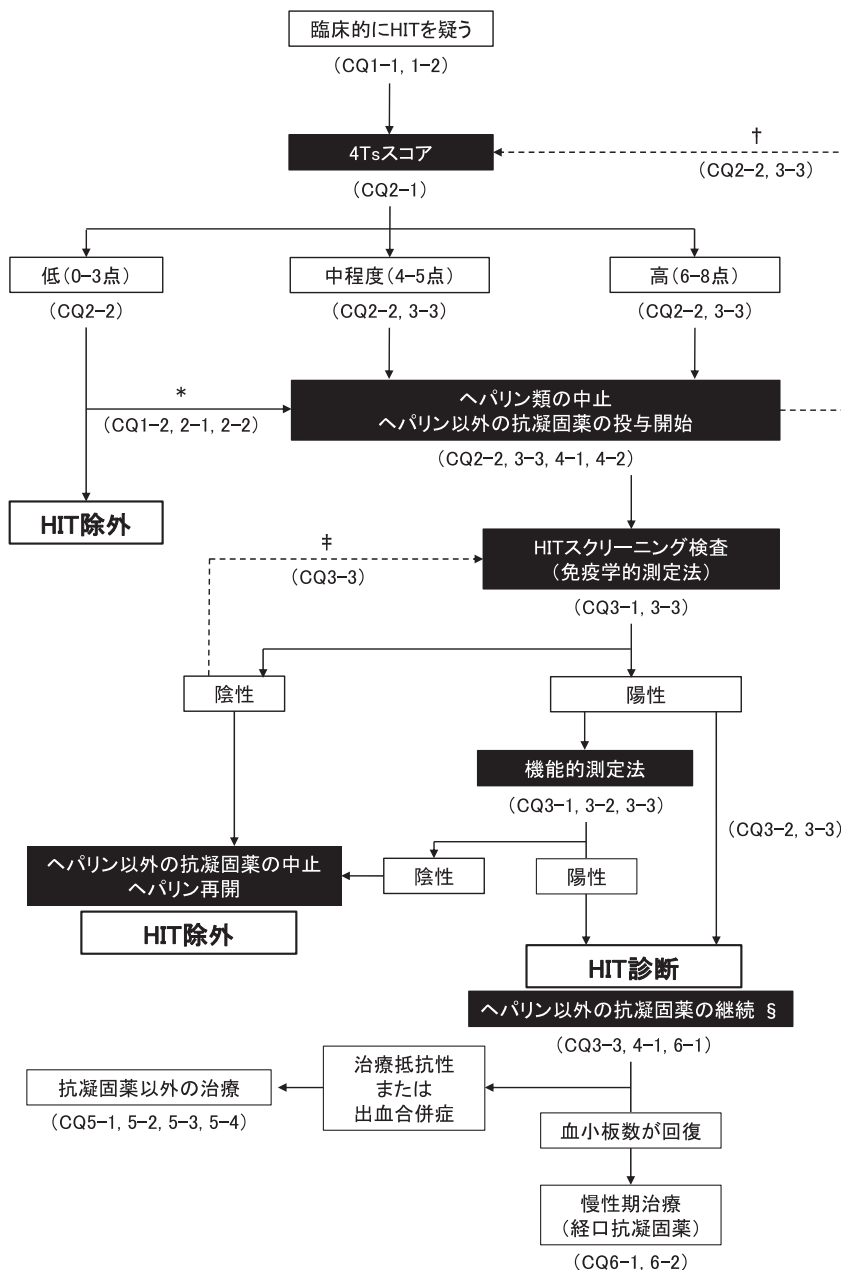 臨床的にHITを疑う
(CQ1-1, 1-2)
4Tsスコア
(CQ2-1)
†
(CQ2-2, 3-3)
低(0-3点)
(CQ2-2)
中程度(4-5点)
(CQ2-2, 3-3)
高(6-8点)
(CQ2-2, 3-3)
*
(CQ1-2, 2-1, 2-2)
ヘパリン類の中止
ヘパリン以外の抗凝固薬の投与開始
(CQ2-2, 3-3, 4-1, 4-2)
HIT除外
HITスクリーニング検査
(免疫学的測定法)
(CQ3-1, 3-3)
‡
(CQ3-3)
陰性
陽性
機能的測定法
(CQ3-1, 3-2, 3-3)
(CQ3-2, 3-3)
陰性
陽性
ヘパリン以外の抗凝固薬の中止
ヘパリン再開
HIT除外
HIT診断
ヘパリン以外の抗凝固薬の継続 §
(CQ3-3, 4-1, 6-1)
治療抵抗性
または
出血合併症
抗凝固薬以外の治療
(CQ5-1, 5-2, 5-3, 5-4)
血小板数が回復
慢性期治療
(経口抗凝固薬)
(CQ6-1, 6-2)